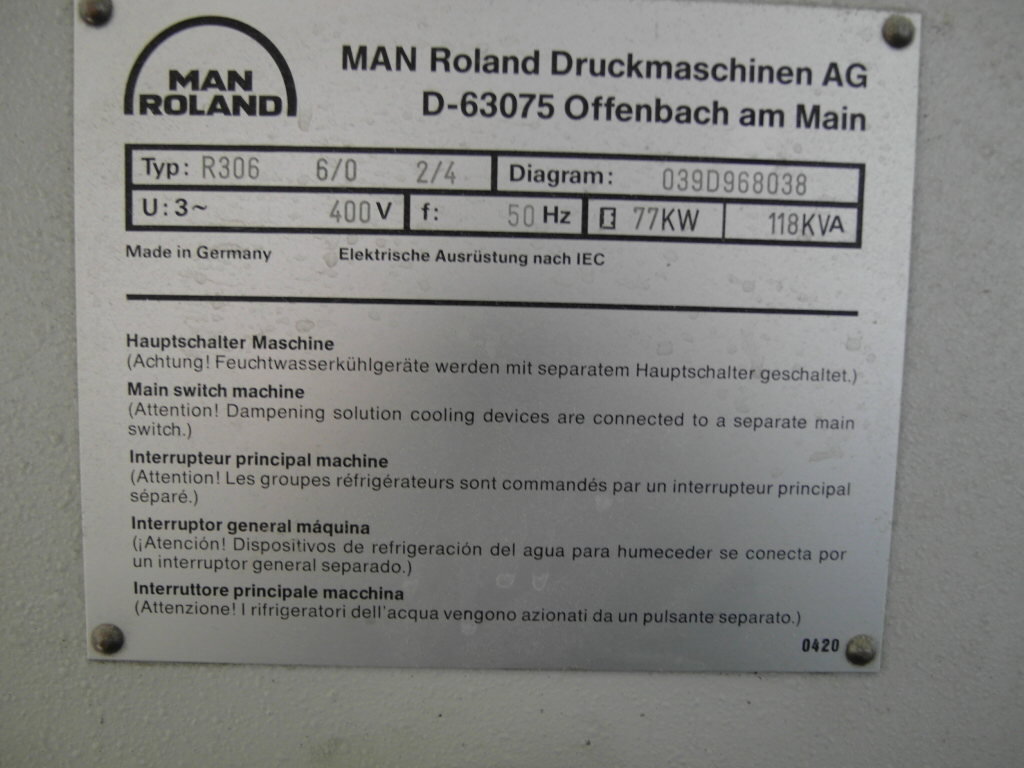 MAN
ROLAND
MAN Roland Druckmaschinen AG
D-63075 Offenbach am Main
Typ: R306 6/0 2/4 Diagram: 039D968038
U: 3~ 400 V f: 50 Hz 77KW 118KVA
Made in Germany Elektrische Ausrüstung nach IEC
Hauptschalter Maschine
(Achtung! Feuchtwasserkühlgeräte werden mit separatem Hauptschalter geschaltet.)
Main switch machine
(Attention! Dampening solution cooling devices are connected to a separate main
switch.)
Interrupteur principal machine
(Attention! Les groupes réfrigérateurs sont commandés par un interrupteur principal
séparé.)
Interruptor general máquina
(¡Atención! Dispositivos de refrigeración del agua para humeceder se conecta por
un interruptor general separado.)
Interruttore principale macchina
(Attenzione! I rifrigeratori dell'acqua vengono azionati da un pulsante separato.)
0420